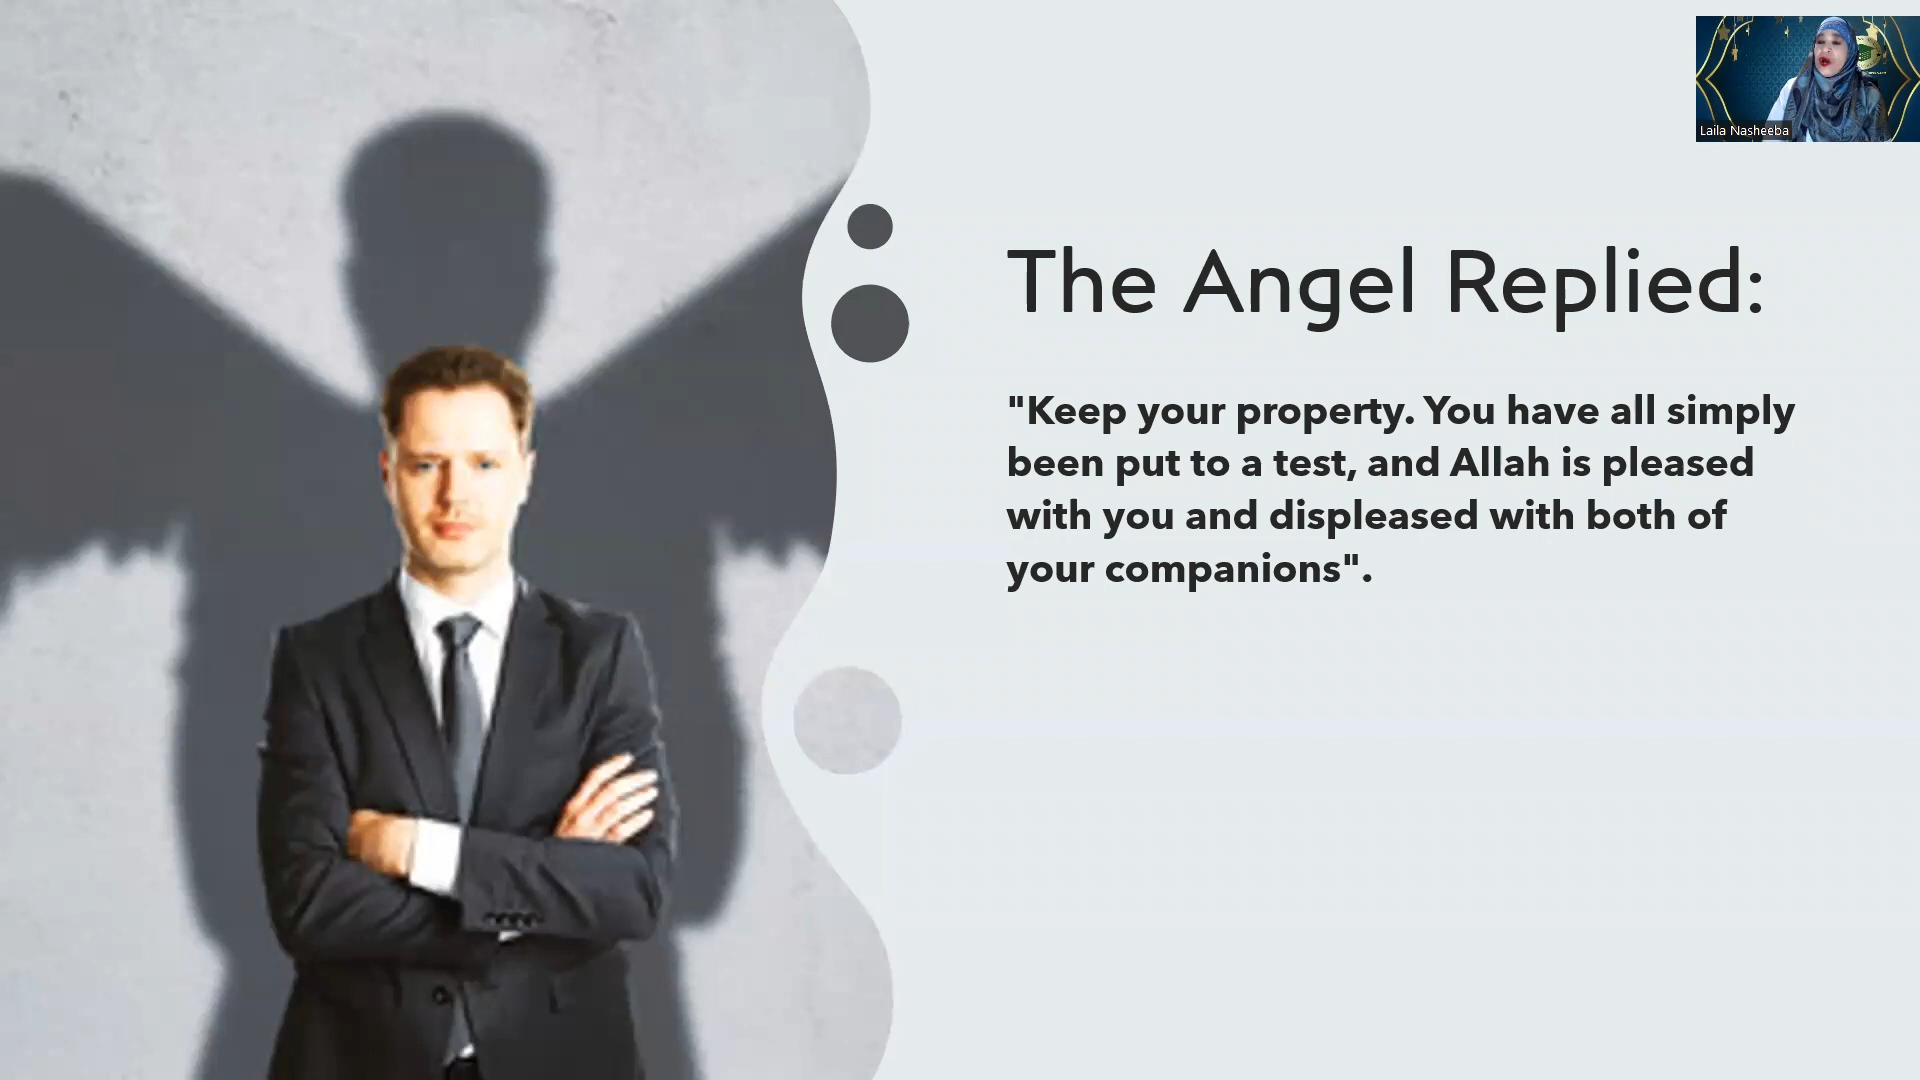 Laila Nasheeba
The Angel Replied:
"Keep your property. You have all simply
been put to a test, and Allah is pleased
with you and displeased with both of
your companions".